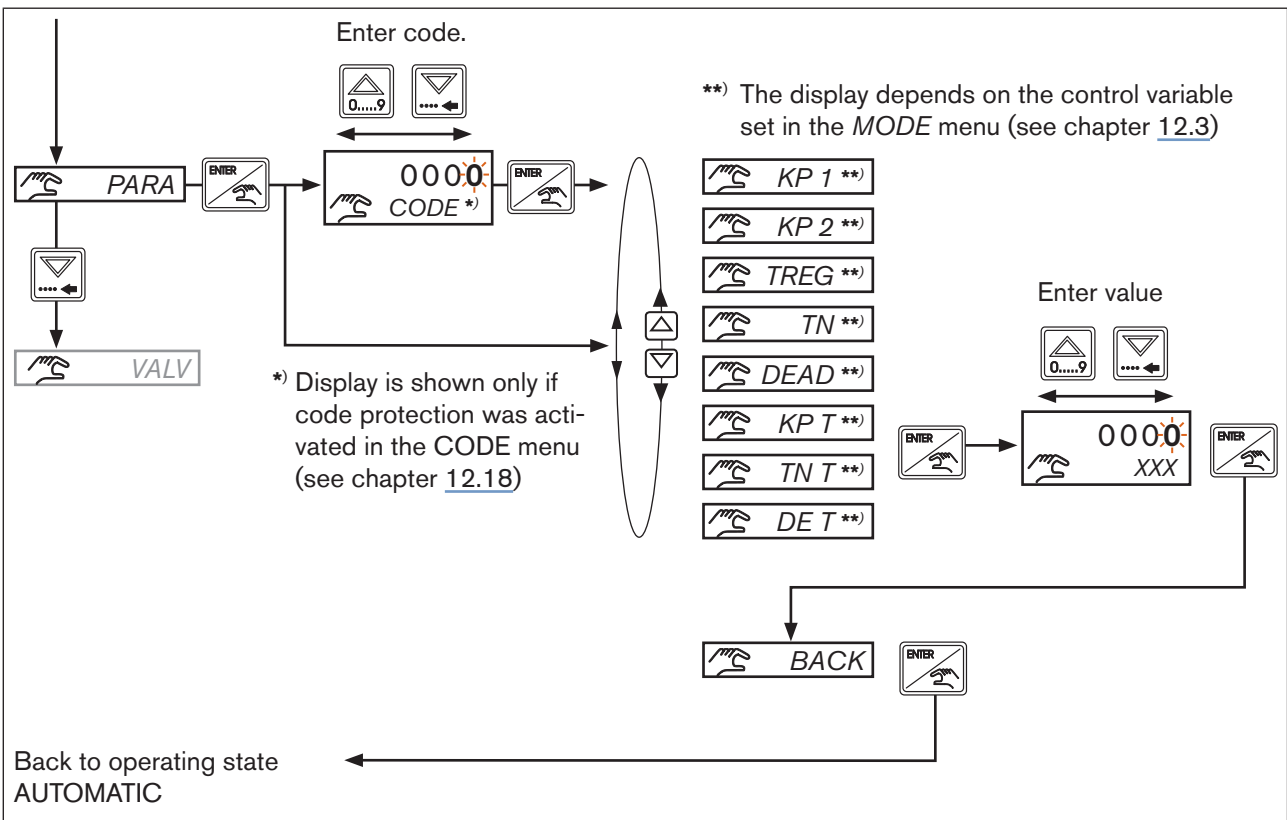 Enter code.
0.....9
.... 
**) The display depends on the control variable
set in the MODE menu (see chapter 12.3)
PARA
ENTER
0000
CODE *)
ENTER
KP 1 **)
KP 2 **)
TREG **)
TN **)
DEAD **)
KP T **)
TN T **)
DE T **)
....
VALV
*) Display is shown only if
code protection was acti-
vated in the CODE menu
(see chapter 12.18)
Enter value
0.....9
....
ENTER
0000
XXX
ENTER
BACK
ENTER
Back to operating state
AUTOMATIC